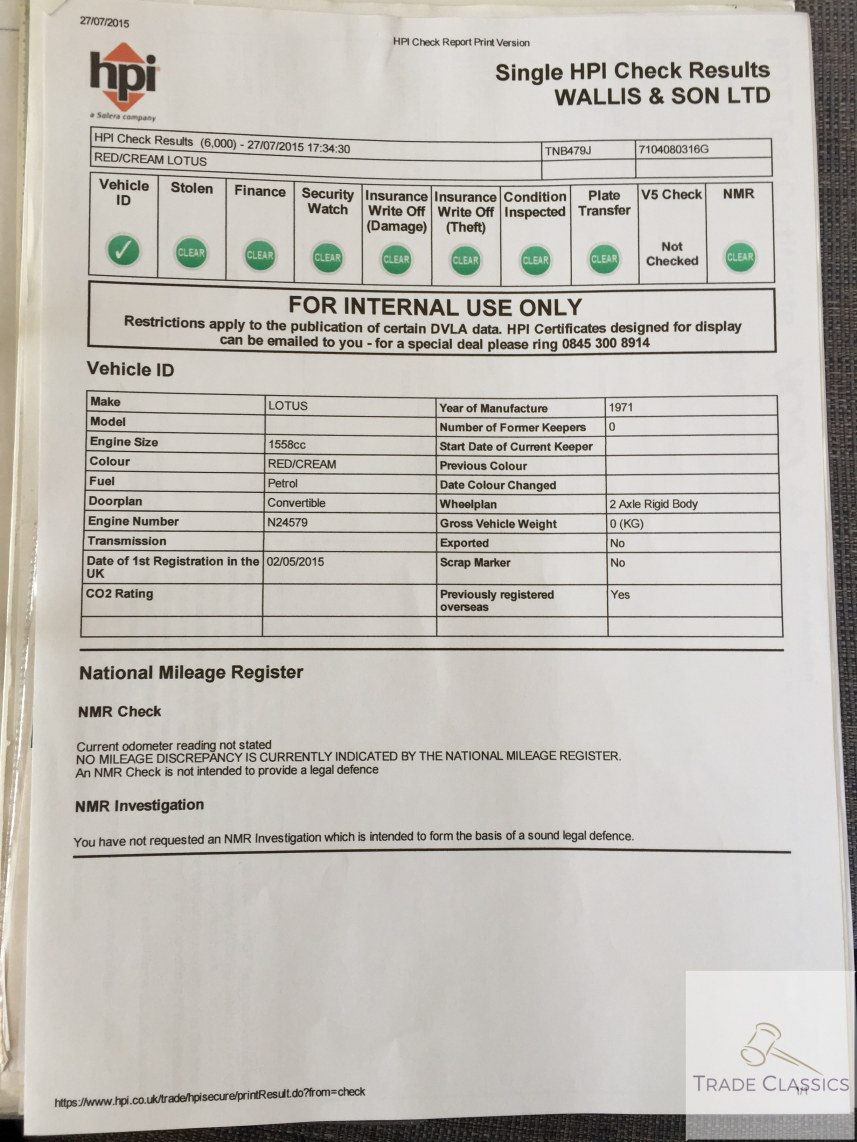 27/07/2015
HPI Check Report Print Version
hpi
a Solera company
Single HPI Check Results
WALLIS & SON LTD
HPI Check Results (6,000) - 27/07/2015 17:34:30 TNB479J 7104080316G
RED/CREAM LOTUS
Vehicle ID Stolen Finance Security Watch Insurance Write Off (Damage) Insurance Write Off (Theft) Condition Inspected Plate Transfer V5 Check NMR
CLEAR CLEAR CLEAR CLEAR CLEAR CLEAR CLEAR Not Checked CLEAR
FOR INTERNAL USE ONLY
Restrictions apply to the publication of certain DVLA data. HPI Certificates designed for display
can be emailed to you - for a special deal please ring 0845 300 8914
Vehicle ID
Make LOTUS Year of Manufacture 1971
Model Number of Former Keepers 0
Engine Size 1558cc Start Date of Current Keeper
Colour RED/CREAM Previous Colour
Fuel Petrol Date Colour Changed
Doorplan Convertible Wheelplan 2 Axle Rigid Body
Engine Number N24579 Gross Vehicle Weight 0 (KG)
Transmission Exported No
Date of 1st Registration in the UK 02/05/2015 Scrap Marker No
CO2 Rating Previously registered overseas Yes
National Mileage Register
NMR Check
Current odometer reading not stated
NO MILEAGE DISCREPANCY IS CURRENTLY INDICATED BY THE NATIONAL MILEAGE REGISTER.
An NMR Check is not intended to provide a legal defence
NMR Investigation
You have not requested an NMR Investigation which is intended to form the basis of a sound legal defence.
https://www.hpi.co.uk/trade/hpisecure/printResult.do?from=check
TRADE CLASSICS